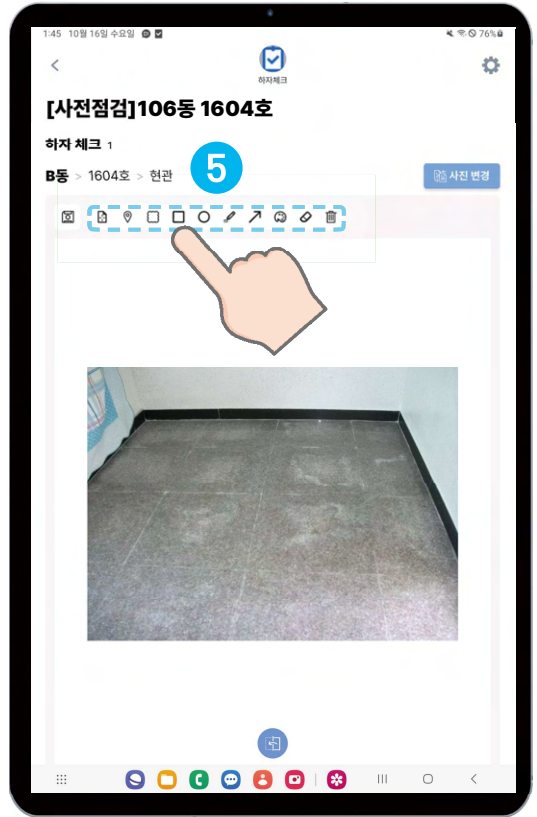 1:45 10월 16일 수요일
76%
하자체크
[사전점검]106동 1604호
하자 체크 1
B동 > 1604호 > 현관
5
사진 변경